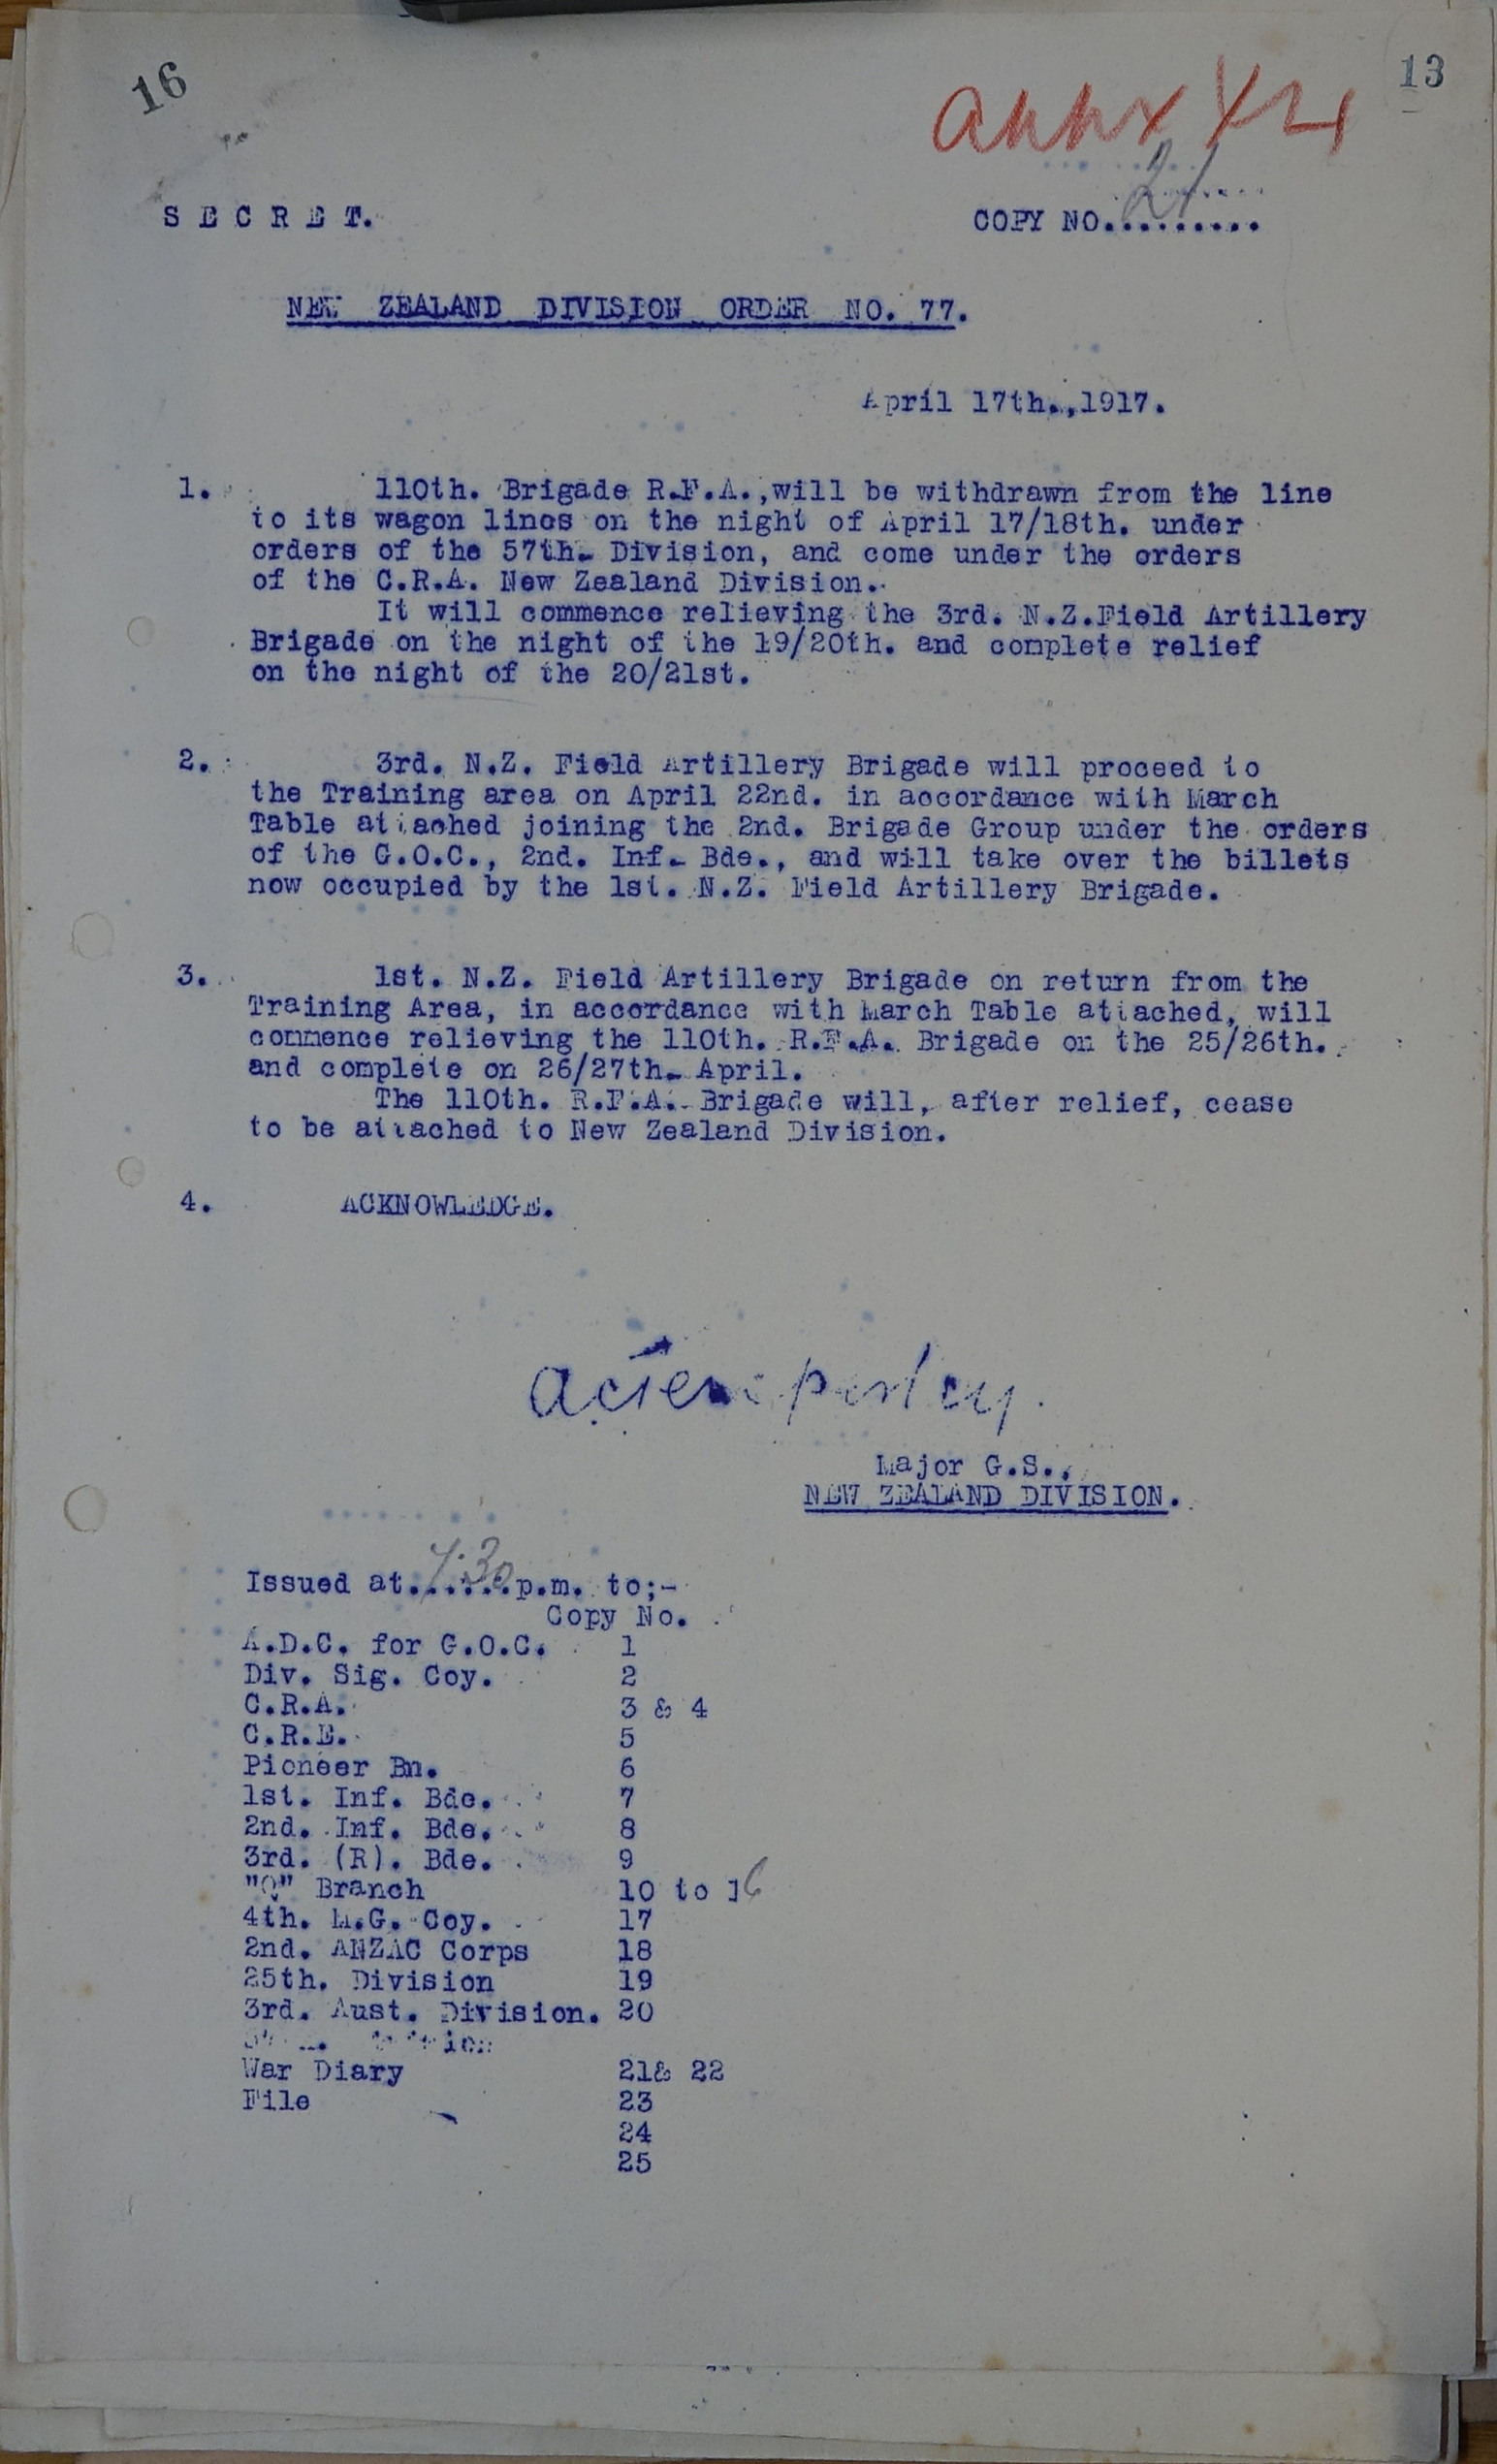 16
13
S E C R E T.
21
COPY NO.........
NEW ZEALAND DIVISION ORDER NO. 77.
April 17th.,1917.
1. 110th. Brigade R.F.A.,will be withdrawn from the line
to its wagon lines on the night of April 17/18th. under
orders of the 57th. Division, and come under the orders
of the C.R.A. New Zealand Division.
It will commence relieving the 3rd. N.Z.Field Artillery
Brigade on the night of the 19/20th. and complete relief
on the night of the 20/21st.
2. 3rd. N.Z. Field Artillery Brigade will proceed to
the Training area on April 22nd. in accordance with March
Table attached joining the 2nd. Brigade Group under the orders
of the G.O.C., 2nd. Inf. Bde., and will take over the billets
now occupied by the 1st. N.Z. Field Artillery Brigade.
3. 1st. N.Z. Field Artillery Brigade on return from the
Training Area, in accordance with March Table attached, will
commence relieving the 110th. R.F.A. Brigade on the 25/26th.
and complete on 26/27th. April.
The 110th. R.F.A. Brigade will, after relief, cease
to be attached to New Zealand Division.
4. ACKNOWLEDGE.
Major G.S.,
NEW ZEALAND DIVISION.
Issued at 7.30 p.m. to;-
Copy No.
A.D.C. for G.O.C. 1
Div. Sig. Coy. 2
C.R.A. 3 & 4
C.R.E. 5
Pioneer Bn. 6
1st. Inf. Bde. 7
2nd. Inf. Bde. 8
3rd. (R). Bde. 9
"Q" Branch 10 to 16
4th. M.G. Coy. 17
2nd. ANZAC Corps 18
25th. Division 19
3rd. Aust. Division. 20
War Diary 21& 22
File 23
24
25